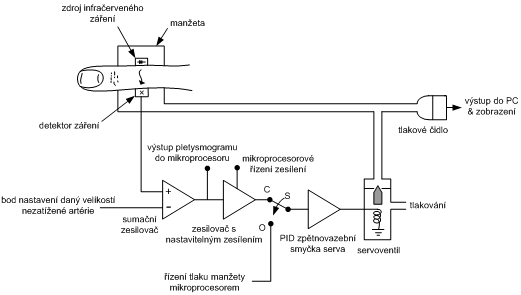 zdroj infračerveného
záření
manžeta
detektor záření
výstup do PC
& zobrazení
tlakové čidlo
výstup pletysmogramu
do mikroprocesoru
mikroprocesorové
řízení zesílení
bod nastavení daný velikostí
nezatížené artérie
+
–
sumační
zesilovač
zesilovač s
nastavitelným zesílením
C
S
O
PID zpětnovazební
smyčka serva
servoventil
tlakování
řízení tlaku manžety
mikroprocesorem